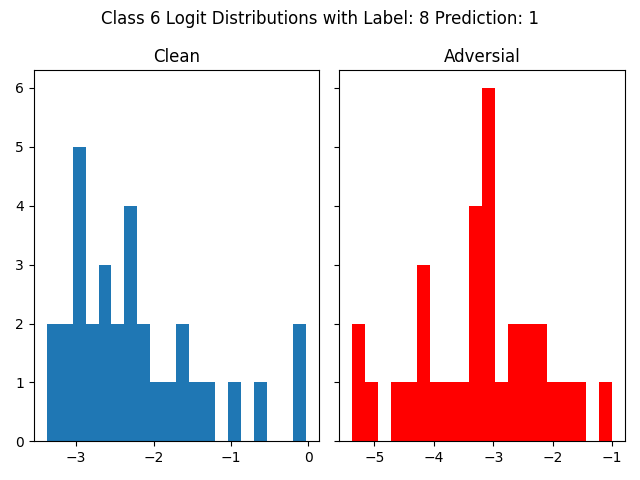 Class 6 Logit Distributions with Label: 8 Prediction: 1
Clean
Adversial
6
5
4
3
2
1
0
−3 −2 −1 0
−5 −4 −3 −2 −1